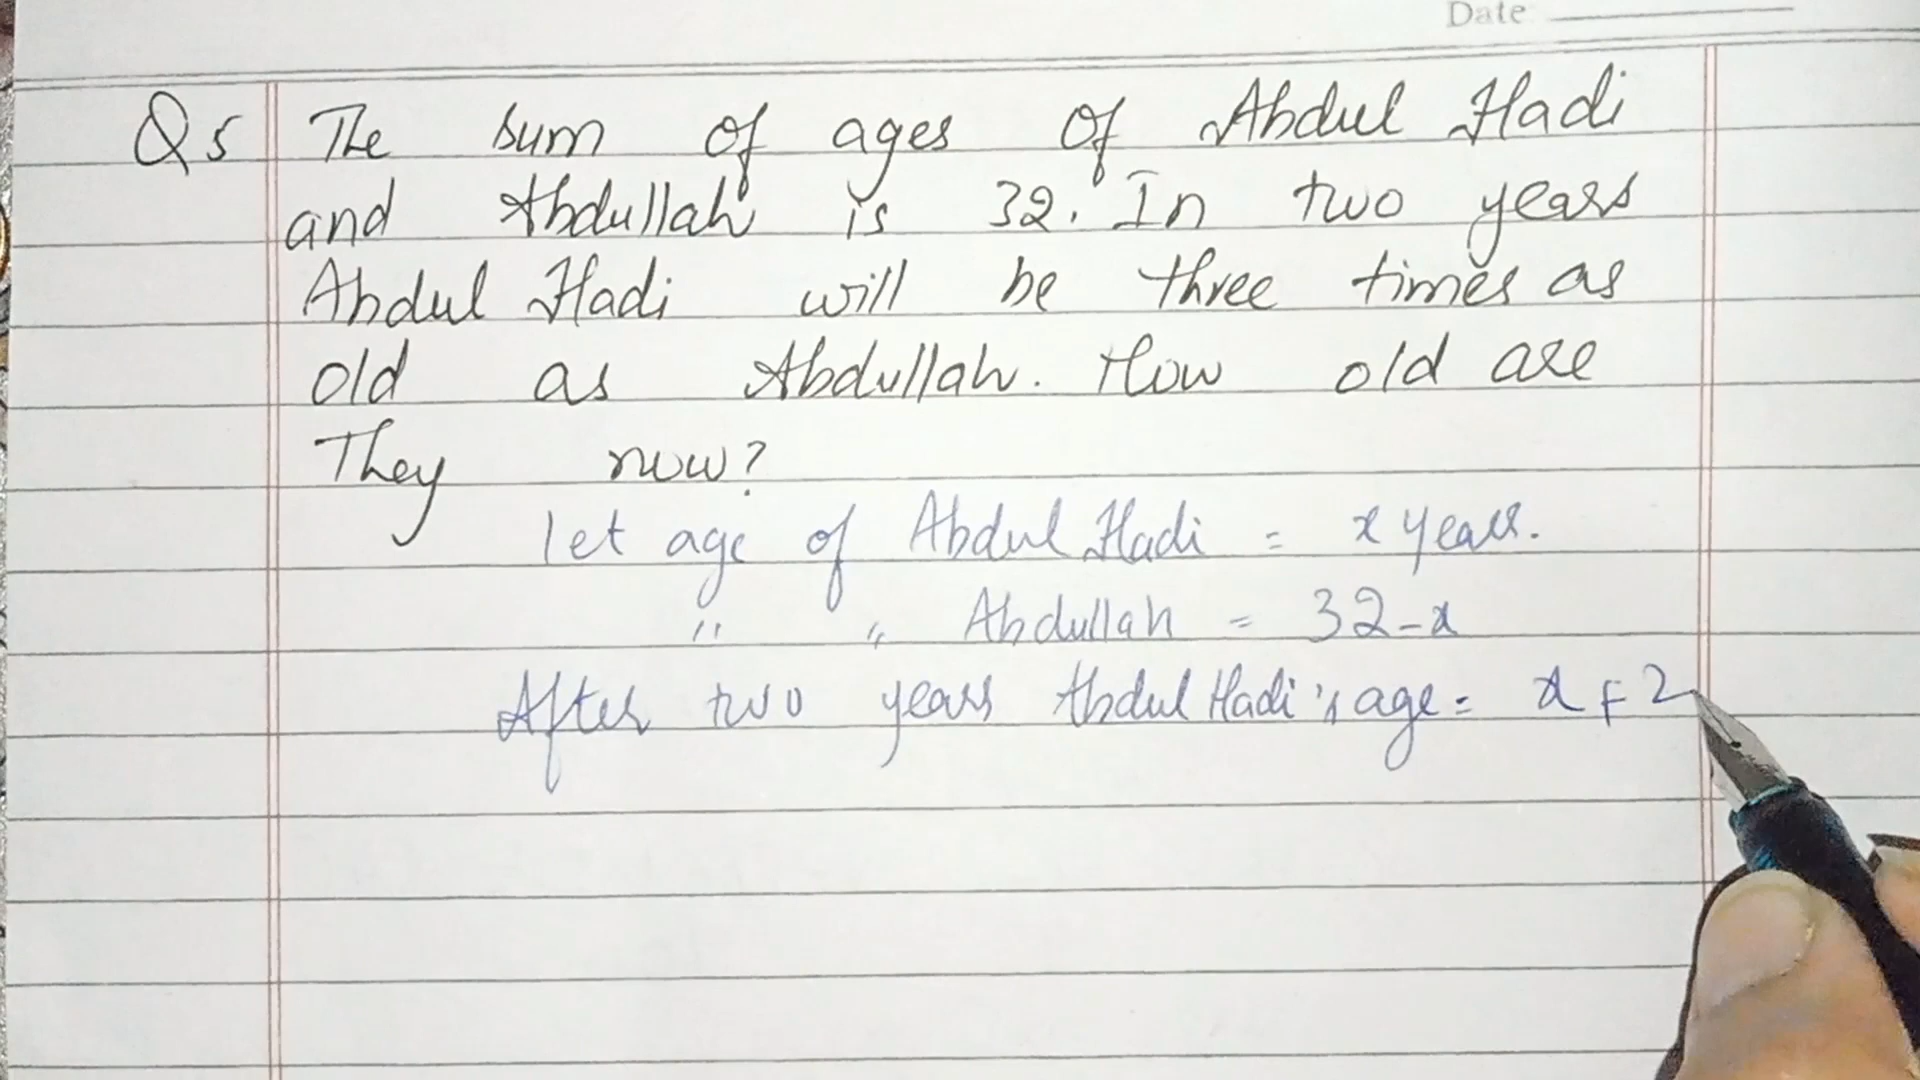 Date
Q5 The sum of ages of Abdul Hadi
and Abdullah is 32. In two years
Abdul Hadi will be three times as
old as Abdullah. How old are
They now?
let age of Abdul Hadi = x years.
" " Abdullah = 32-x
After two years Abdul Hadi's age = x+2